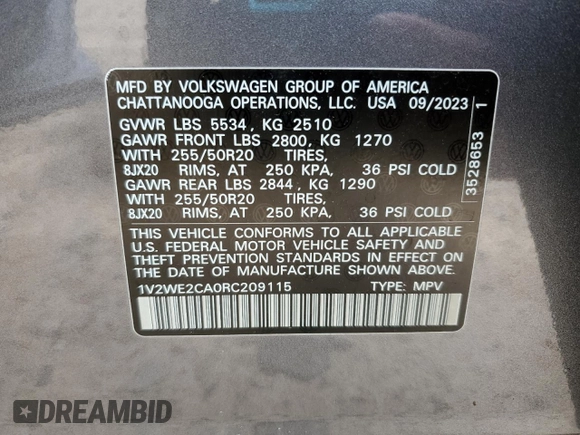 MFD BY VOLKSWAGEN GROUP OF AMERICA
CHATTANOOGA OPERATIONS, LLC. USA 09/2023
GVWR LBS 5534, KG 2510
GAWR FRONT LBS 2800, KG 1270
WITH 255/50R20 TIRES,
8JX20 RIMS, AT 250 KPA, 36 PSI COLD
GAWR REAR LBS 2844, KG 1290
WITH 255/50R20 TIRES,
8JX20 RIMS, AT 250 KPA, 36 PSI COLD
THIS VEHICLE CONFORMS TO ALL APPLICABLE
U.S. FEDERAL MOTOR VEHICLE SAFETY AND
THEFT PREVENTION STANDARDS IN EFFECT ON
THE DATE OF MANUFACTURE SHOWN ABOVE.
1V2WE2CA0RC209115 TYPE: MPV
3528653 1
DREAMBID